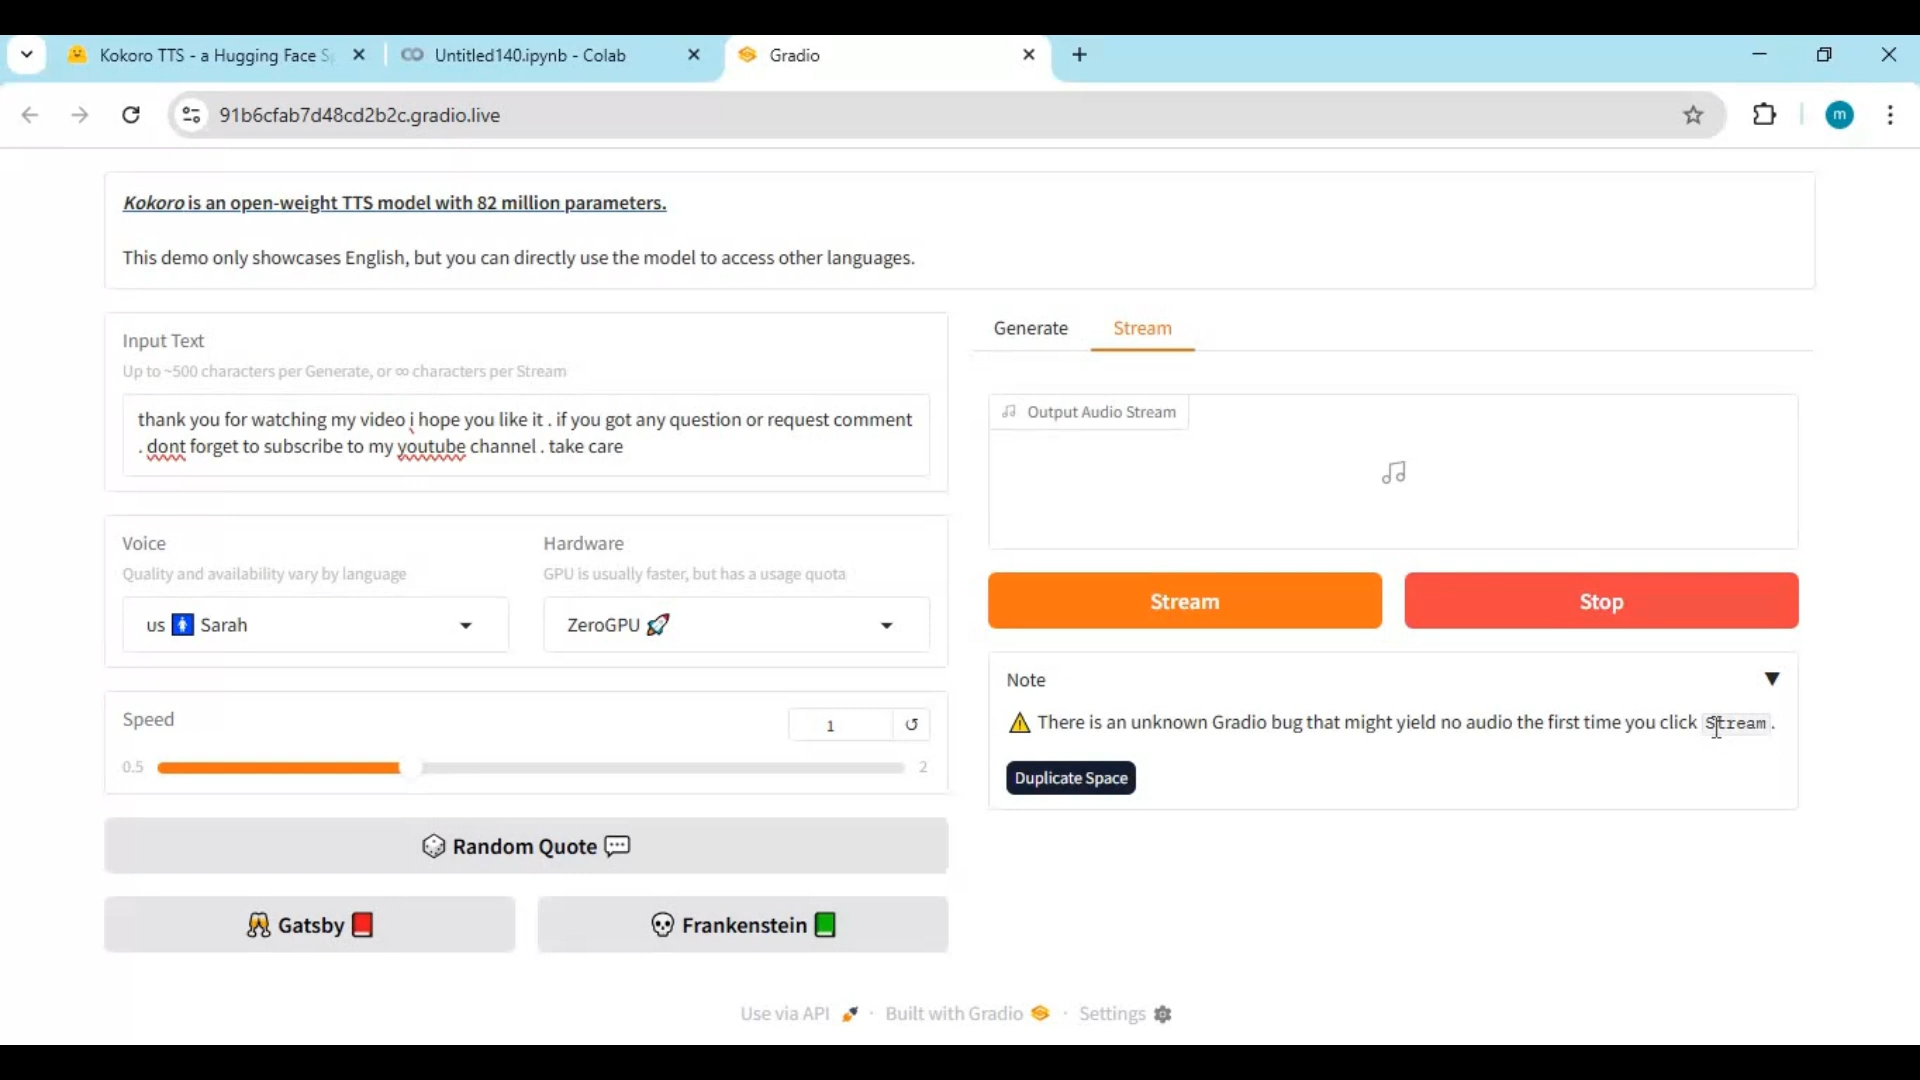 Kokoro TTS - a Hugging Face S
Untitled140.ipynb - Colab
Gradio
91b6cfab7d48cd2b2c.gradio.live
m
Kokoro is an open-weight TTS model with 82 million parameters.
This demo only showcases English, but you can directly use the model to access other languages.
Input Text
Up to ~500 characters per Generate, or ∞ characters per Stream
thank you for watching my video i hope you like it . if you got any question or request comment
. dont forget to subscribe to my youtube channel . take care
Voice
Quality and availability vary by language
us 🚺 Sarah
Hardware
GPU is usually faster, but has a usage quota
ZeroGPU 🚀
Speed
1
0.5
2
🎲 Random Quote 💬
🥂 Gatsby 📕
💀 Frankenstein 📗
Generate
Stream
Output Audio Stream
Stream
Stop
Note
▼
⚠️ There is an unknown Gradio bug that might yield no audio the first time you click Stream.
Duplicate Space
Use via API · Built with Gradio · Settings